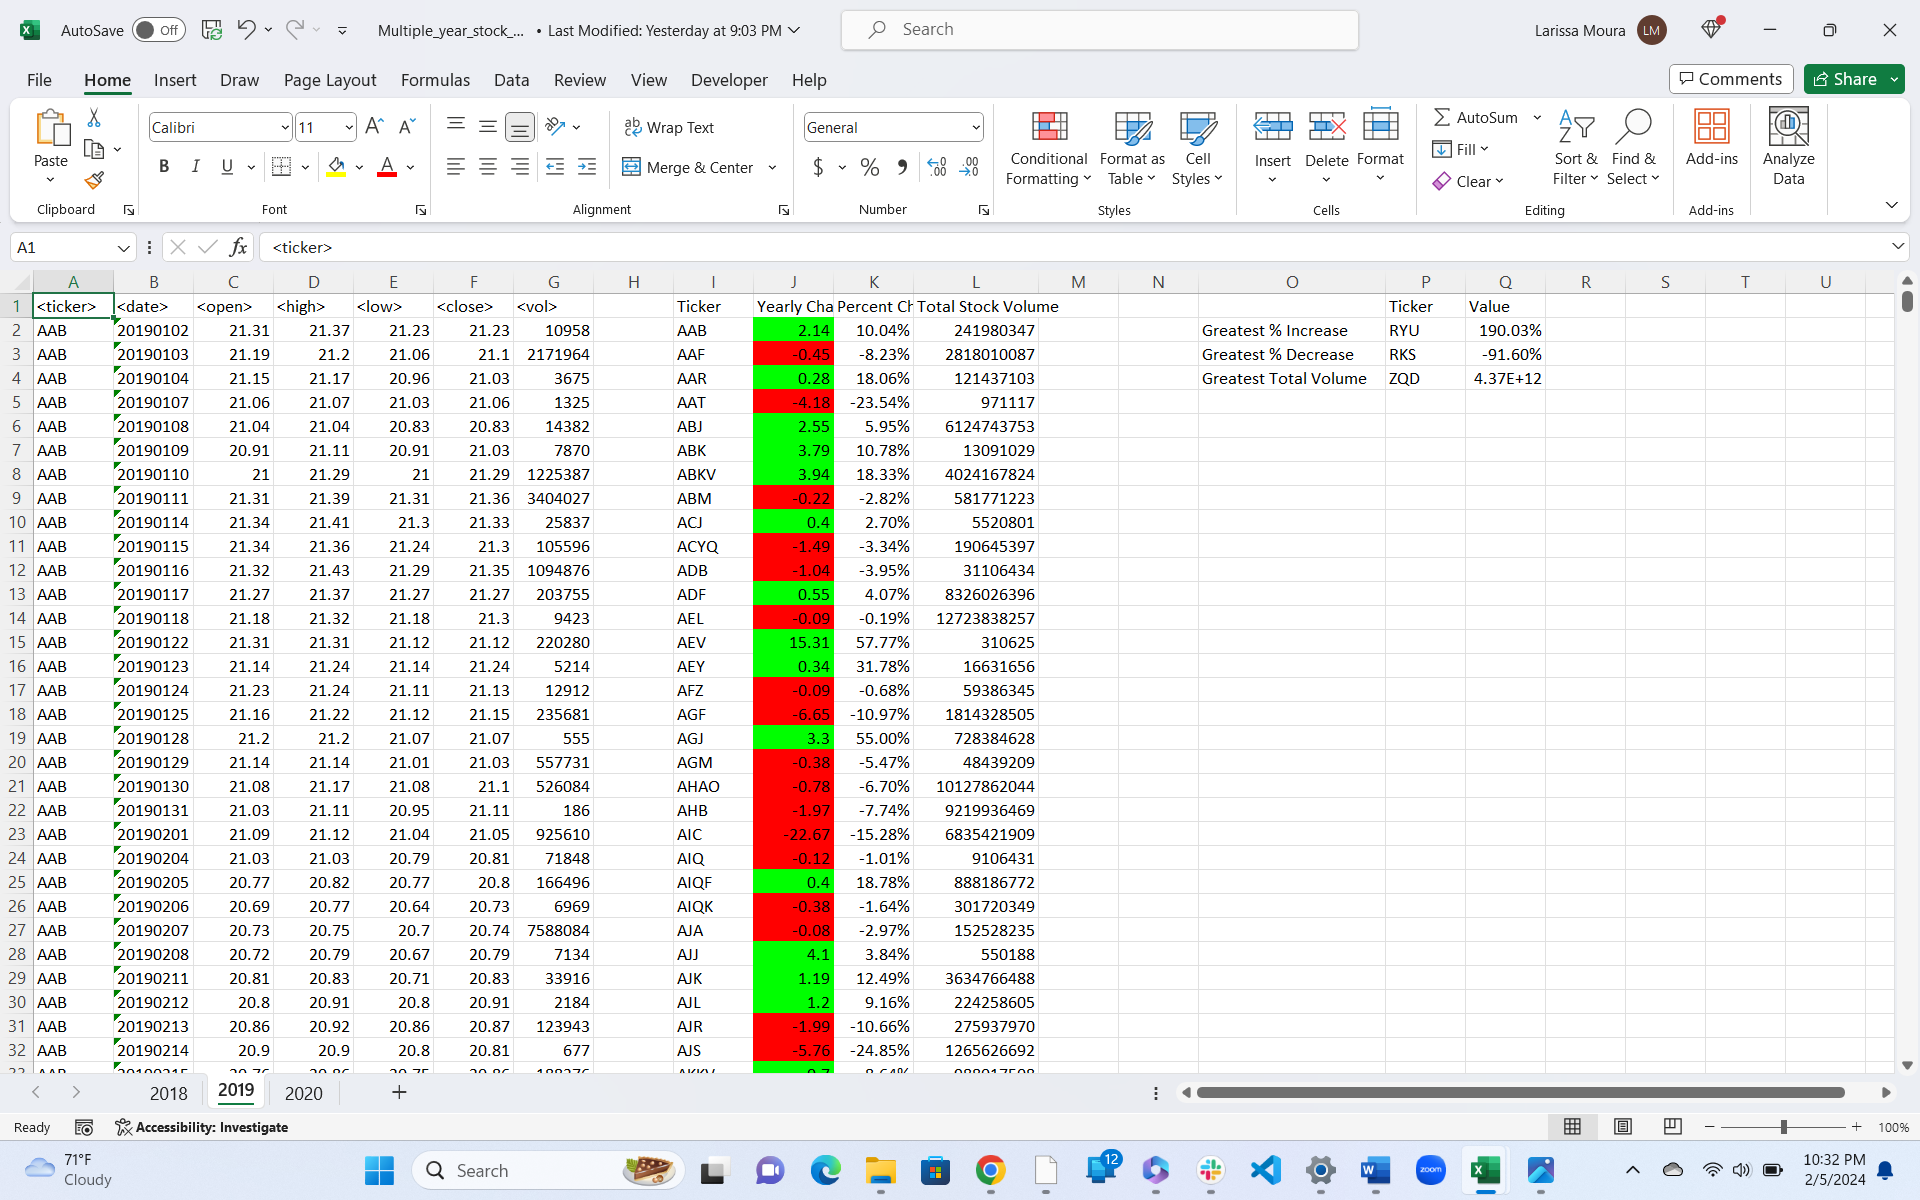 AutoSave Off Multiple_year_stock_... • Last Modified: Yesterday at 9:03 PM Search Larissa Moura LM
File Home Insert Draw Page Layout Formulas Data Review View Developer Help Comments Share
Paste Calibri 11 Wrap Text General Conditional Formatting Format as Table Cell Styles Insert Delete Format AutoSum Fill Clear Sort & Filter Find & Select Add-ins Analyze Data
B I U A Merge & Center $ %
Clipboard Font Alignment Number Styles Cells Editing Add-ins
A1 fx <ticker>
A B C D E F G H I J K L M N O P Q R S T U
1 <ticker> <date> <open> <high> <low> <close> <vol> Ticker Yearly Cha Percent Ch Total Stock Volume Ticker Value
2 AAB 20190102 21.31 21.37 21.23 21.23 10958 AAB 2.14 10.04% 241980347 Greatest % Increase RYU 190.03%
3 AAB 20190103 21.19 21.2 21.06 21.1 2171964 AAF -0.45 -8.23% 2818010087 Greatest % Decrease RKS -91.60%
4 AAB 20190104 21.15 21.17 20.96 21.03 3675 AAR 0.28 18.06% 121437103 Greatest Total Volume ZQD 4.37E+12
5 AAB 20190107 21.06 21.07 21.03 21.06 1325 AAT -4.18 -23.54% 971117
6 AAB 20190108 21.04 21.04 20.83 20.83 14382 ABJ 2.55 5.95% 6124743753
7 AAB 20190109 20.91 21.11 20.91 21.03 7870 ABK 3.79 10.78% 13091029
8 AAB 20190110 21 21.29 21 21.29 1225387 ABKV 3.94 18.33% 4024167824
9 AAB 20190111 21.31 21.39 21.31 21.36 3404027 ABM -0.22 -2.82% 581771223
10 AAB 20190114 21.34 21.41 21.3 21.33 25837 ACJ 0.4 2.70% 5520801
11 AAB 20190115 21.34 21.36 21.24 21.3 105596 ACYQ -1.49 -3.34% 190645397
12 AAB 20190116 21.32 21.43 21.29 21.35 1094876 ADB -1.04 -3.95% 31106434
13 AAB 20190117 21.27 21.37 21.27 21.27 203755 ADF 0.55 4.07% 8326026396
14 AAB 20190118 21.18 21.32 21.18 21.3 9423 AEL -0.09 -0.19% 12723838257
15 AAB 20190122 21.31 21.31 21.12 21.12 220280 AEV 15.31 57.77% 310625
16 AAB 20190123 21.14 21.24 21.14 21.24 5214 AEY 0.34 31.78% 16631656
17 AAB 20190124 21.23 21.24 21.11 21.13 12912 AFZ -0.09 -0.68% 59386345
18 AAB 20190125 21.16 21.22 21.12 21.15 235681 AGF -6.65 -10.97% 1814328505
19 AAB 20190128 21.2 21.2 21.07 21.07 555 AGJ 3.3 55.00% 728384628
20 AAB 20190129 21.14 21.14 21.01 21.03 557731 AGM -0.38 -5.47% 48439209
21 AAB 20190130 21.08 21.17 21.08 21.1 526084 AHAO -0.78 -6.70% 10127862044
22 AAB 20190131 21.03 21.11 20.95 21.11 186 AHB -1.97 -7.74% 9219936469
23 AAB 20190201 21.09 21.12 21.04 21.05 925610 AIC -22.67 -15.28% 6835421909
24 AAB 20190204 21.03 21.03 20.79 20.81 71848 AIQ -0.12 -1.01% 9106431
25 AAB 20190205 20.77 20.82 20.77 20.8 166496 AIQF 0.4 18.78% 888186772
26 AAB 20190206 20.69 20.77 20.64 20.73 6969 AIQK -0.38 -1.64% 301720349
27 AAB 20190207 20.73 20.75 20.7 20.74 7588084 AJA -0.08 -2.97% 152528235
28 AAB 20190208 20.72 20.79 20.67 20.79 7134 AJJ 4.1 3.84% 550188
29 AAB 20190211 20.81 20.83 20.71 20.83 33916 AJK 1.19 12.49% 3634766488
30 AAB 20190212 20.8 20.91 20.8 20.91 2184 AJL 1.2 9.16% 224258605
31 AAB 20190213 20.86 20.92 20.86 20.87 123943 AJR -1.99 -10.66% 275937970
32 AAB 20190214 20.9 20.9 20.8 20.81 677 AJS -5.76 -24.85% 1265626692
2018 2019 2020
Ready Accessibility: Investigate 100%
71°F Cloudy Search 12 zoom 10:32 PM 2/5/2024